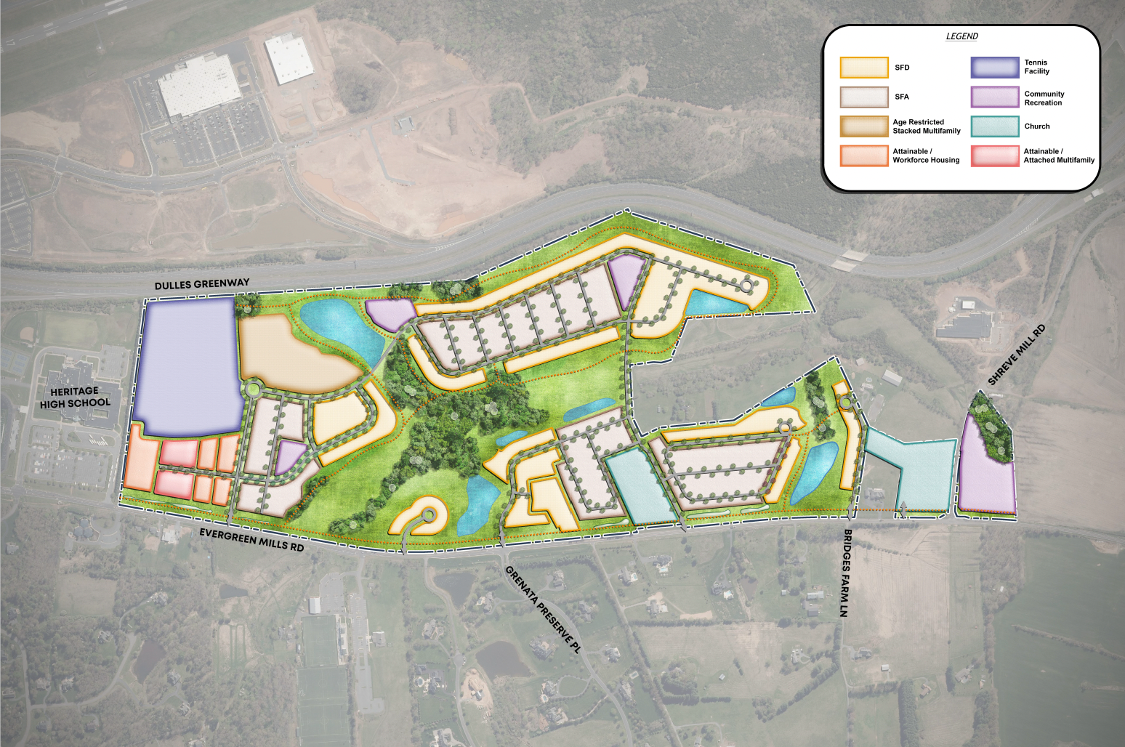 LEGEND
SFD
SFA
Age Restricted
Stacked Multifamily
Attainable /
Workforce Housing
Tennis
Facility
Community
Recreation
Church
Attainable /
Attached Multifamily
DULLES GREENWAY
HERITAGE
HIGH SCHOOL
SHREVE MILL RD
EVERGREEN MILLS RD
GRENATA PRESERVE PL
BRIDGES FARM LN